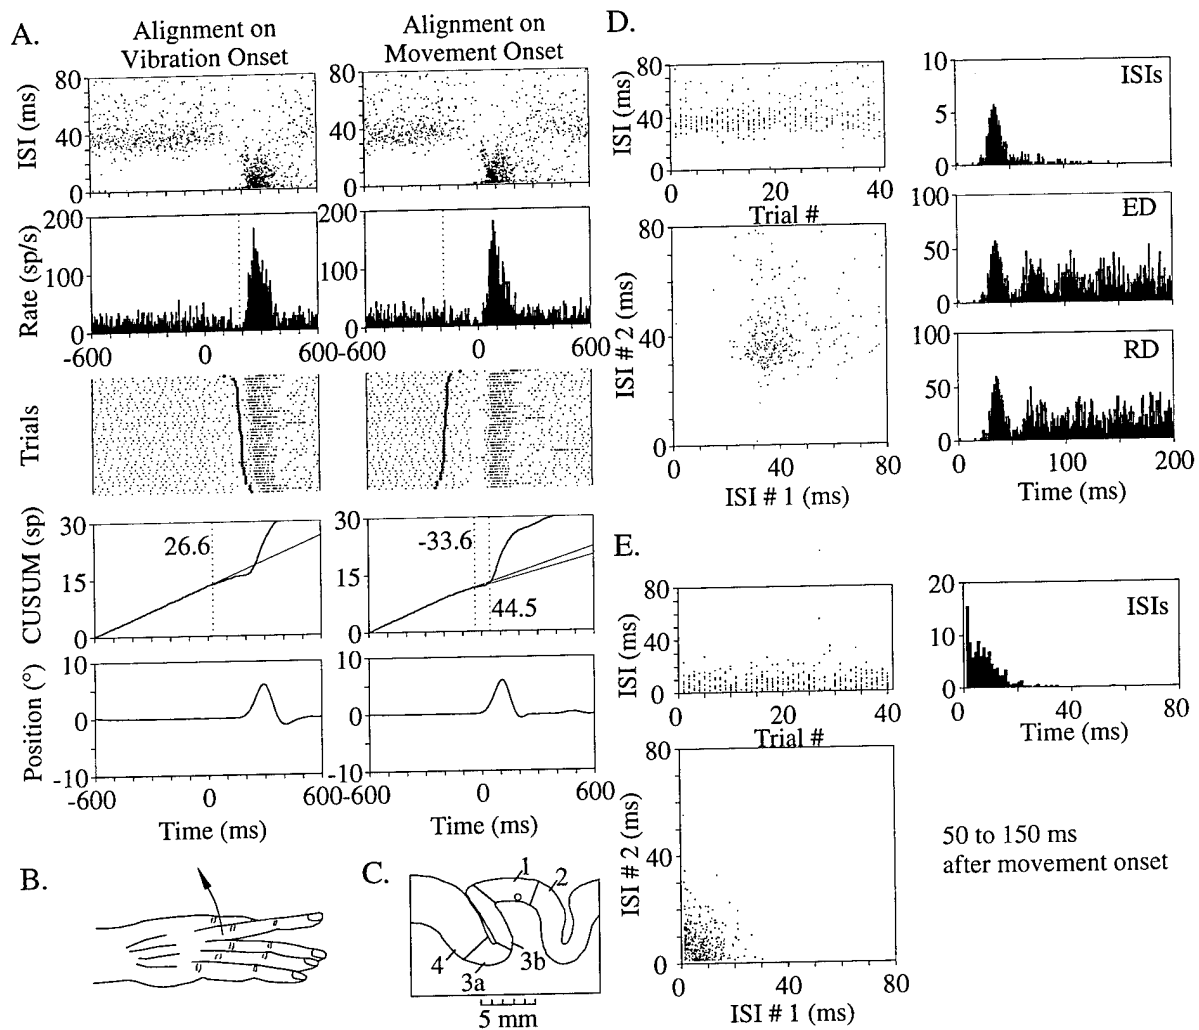 A.
Alignment on
Vibration Onset
Alignment on
Movement Onset
ISI (ms)
80
40
0
80
40
0
Rate (sp/s)
200
100
0
200
100
0
-600
0
600
-600
0
600
Trials
CUSUM (sp)
30
15
0
26.6
30
15
0
-33.6
44.5
Position (°)
10
0
-10
10
0
-10
-600
0
600
-600
0
600
Time (ms)
Time (ms)
B.
C.
1
2
4
3a
3b
5 mm
D.
ISI (ms)
80
40
0
0
20
40
Trial #
ISI # 2 (ms)
80
40
0
0
40
80
ISI # 1 (ms)
10
5
0
ISIs
100
50
0
ED
100
50
0
RD
0
100
200
Time (ms)
E.
ISI (ms)
80
40
0
0
20
40
Trial #
20
10
0
ISIs
0
40
80
Time (ms)
ISI # 2 (ms)
80
40
0
0
40
80
ISI # 1 (ms)
50 to 150 ms
after movement onset